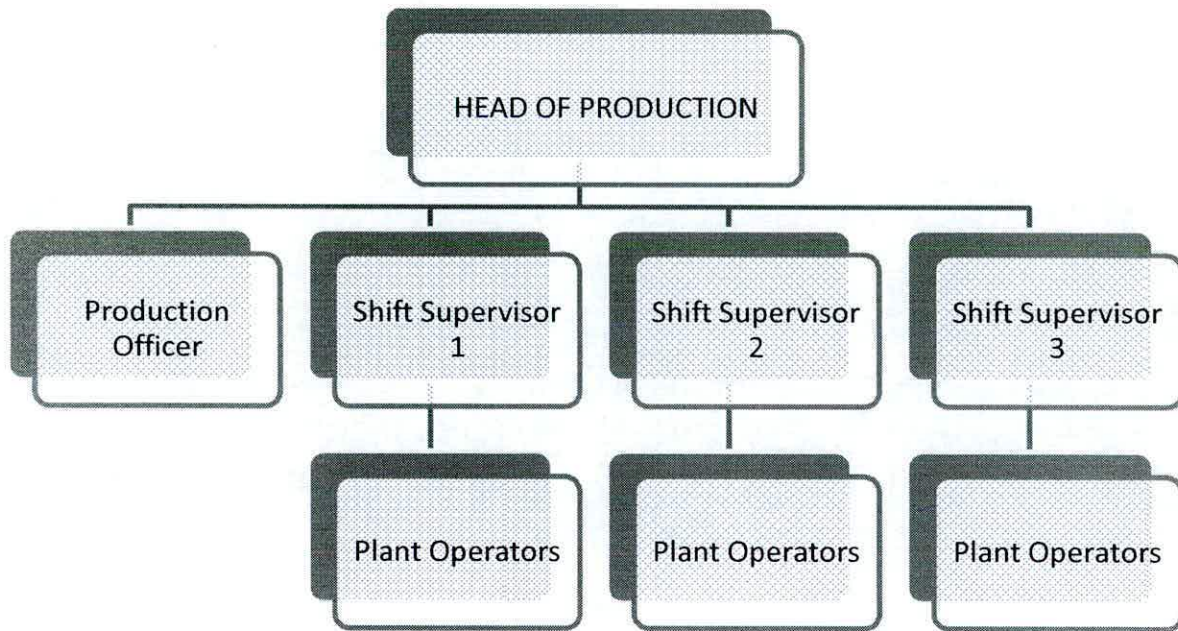 HEAD OF PRODUCTION
Production
Officer
Shift Supervisor
1
Shift Supervisor
2
Shift Supervisor
3
Plant Operators
Plant Operators
Plant Operators